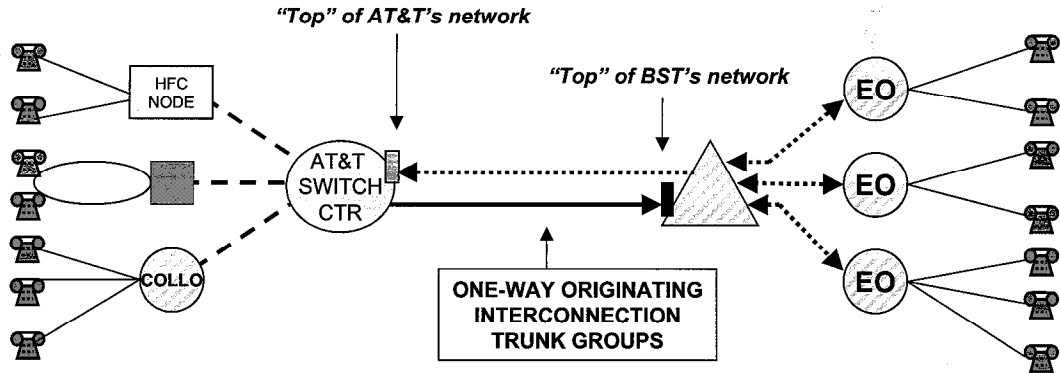 “Top” of AT&T’s network
“Top” of BST’s network
HFC
NODE
AT&T
SWITCH
CTR
COLLO
EO
EO
EO
ONE-WAY ORIGINATING
INTERCONNECTION
TRUNK GROUPS